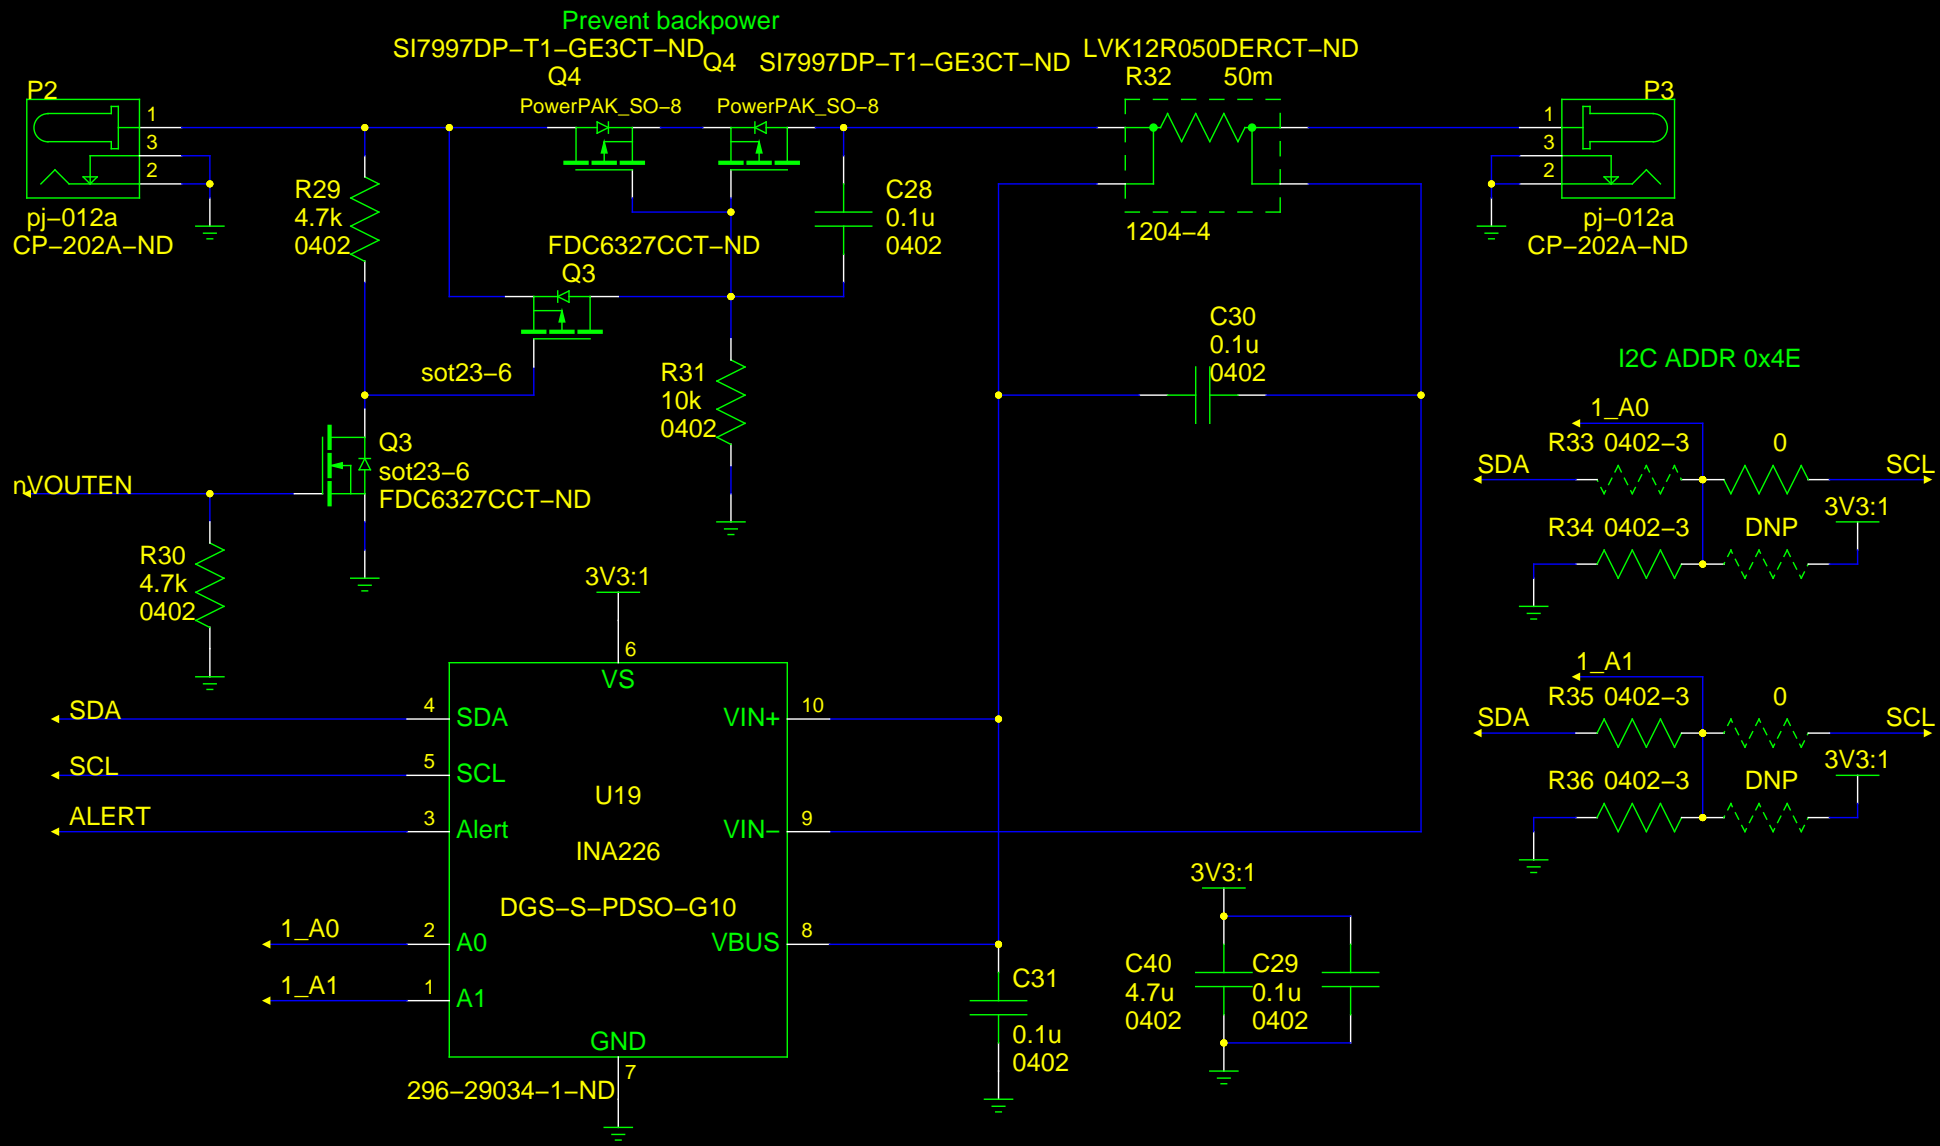 Prevent backpower
SI7997DP-T1-GE3CT-ND
Q4
PowerPAK_SO-8
Q4
SI7997DP-T1-GE3CT-ND
PowerPAK_SO-8
LVK12R050DERCT-ND
R32
50m
1204-4
P2
1
3
2
pj-012a
CP-202A-ND
P3
1
3
2
pj-012a
CP-202A-ND
R29
4.7k
0402
C28
0.1u
0402
FDC6327CCT-ND
Q3
sot23-6
R31
10k
0402
C30
0.1u
0402
nVOUTEN
Q3
sot23-6
FDC6327CCT-ND
R30
4.7k
0402
I2C ADDR 0x4E
1_A0
R33 0402-3
0
SDA
SCL
3V3:1
R34 0402-3
DNP
1_A1
R35 0402-3
0
SDA
SCL
3V3:1
R36 0402-3
DNP
3V3:1
6
VS
SDA
4
SDA
SCL
5
SCL
ALERT
3
Alert
1_A0
2
A0
1_A1
1
A1
VIN+
10
VIN-
9
VBUS
8
U19
INA226
DGS-S-PDSO-G10
GND
7
296-29034-1-ND
C31
0.1u
0402
3V3:1
C40
4.7u
0402
C29
0.1u
0402